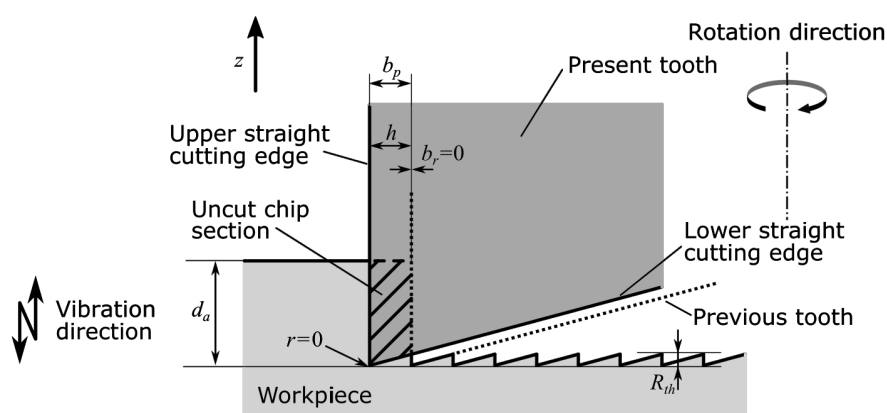 Rotation direction
z
b_p
Present tooth
Upper straight
cutting edge
h
b_r=0
Uncut chip
section
Lower straight
cutting edge
Vibration
direction
d_a
Previous tooth
r=0
R_th
Workpiece